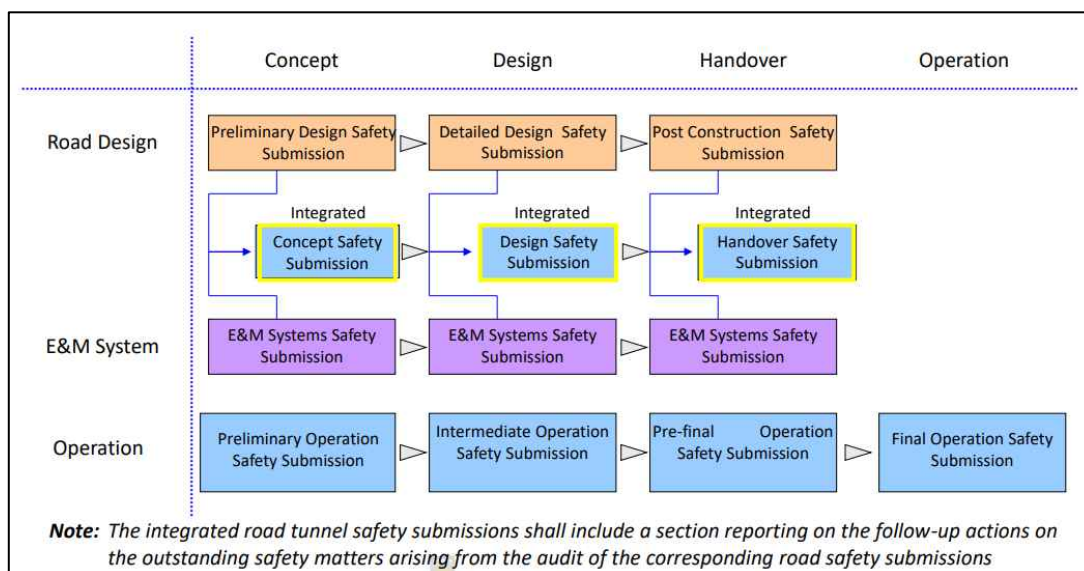 Concept Design Handover Operation
Road Design
Preliminary Design Safety
Submission
Detailed Design Safety
Submission
Post Construction Safety
Submission
Integrated
Concept Safety
Submission
Integrated
Design Safety
Submission
Integrated
Handover Safety
Submission
E&M System
E&M Systems Safety
Submission
E&M Systems Safety
Submission
E&M Systems Safety
Submission
Operation
Preliminary Operation
Safety Submission
Intermediate Operation
Safety Submission
Pre-final Operation
Safety Submission
Final Operation Safety
Submission
Note: The integrated road tunnel safety submissions shall include a section reporting on the follow-up actions on
the outstanding safety matters arising from the audit of the corresponding road safety submissions